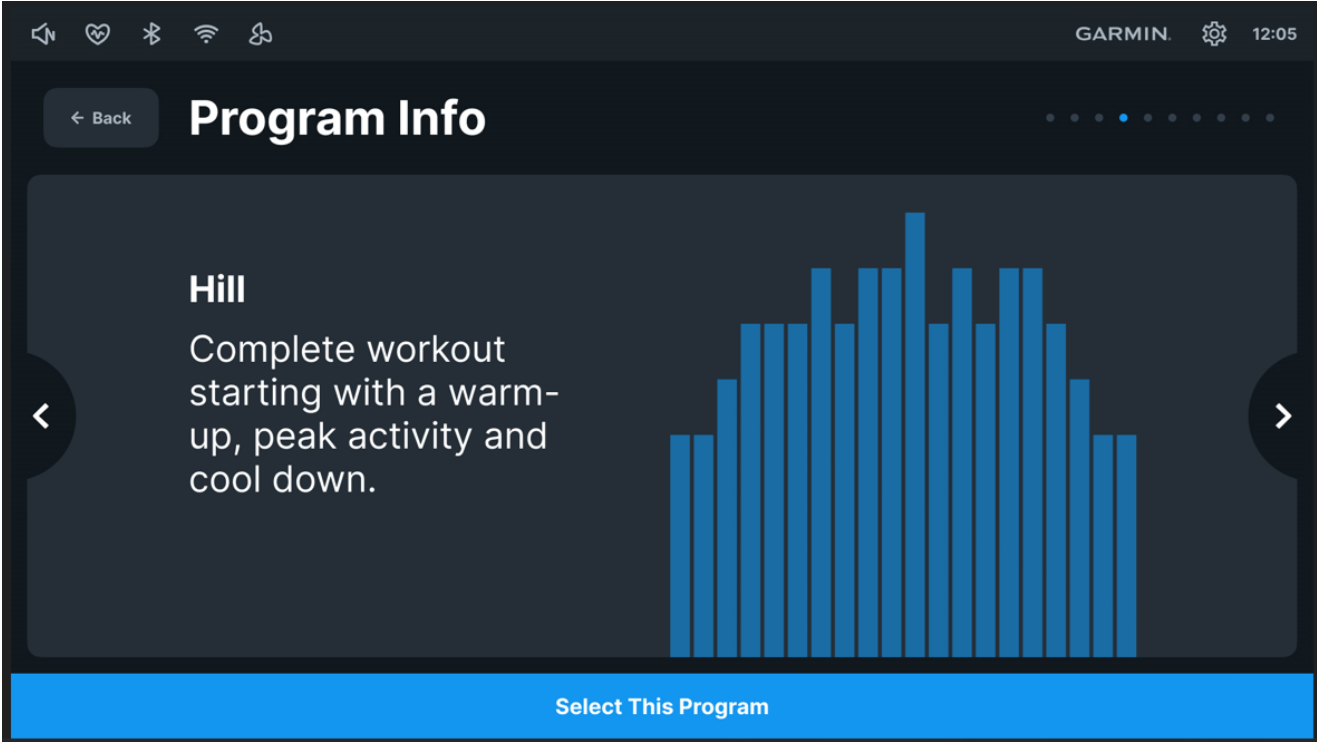 GARMIN.
12:05
← Back
Program Info
Hill
Complete workout
starting with a warm-
up, peak activity and
cool down.
Select This Program